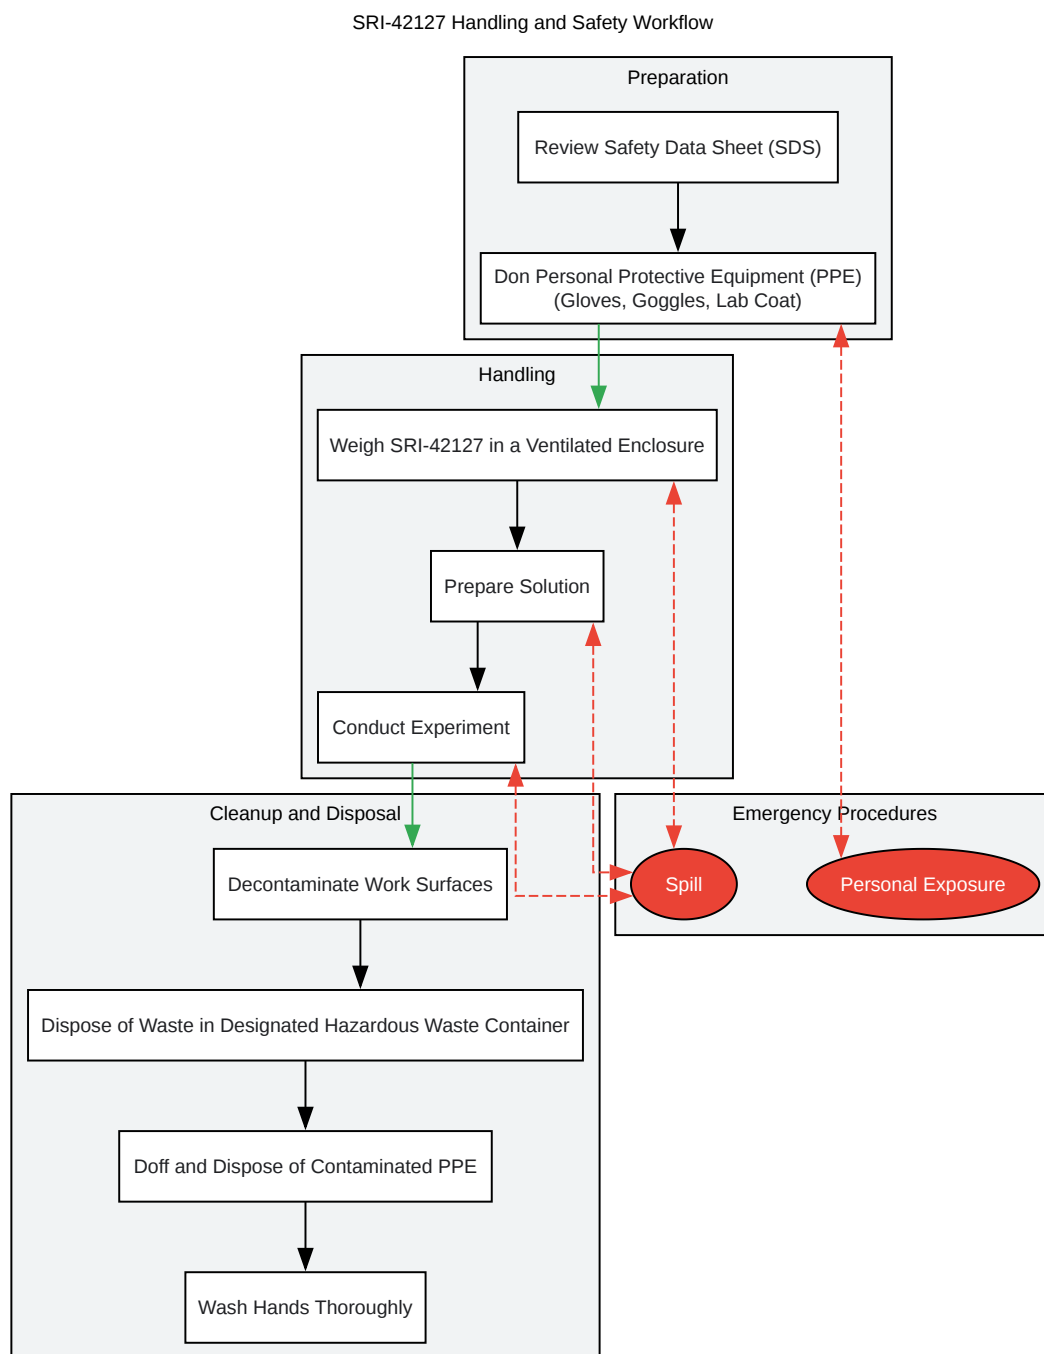 SRI-42127 Handling and Safety Workflow
Preparation
Review Safety Data Sheet (SDS)
Don Personal Protective Equipment (PPE)
(Gloves, Goggles, Lab Coat)
Handling
Weigh SRI-42127 in a Ventilated Enclosure
Prepare Solution
Conduct Experiment
Cleanup and Disposal
Decontaminate Work Surfaces
Dispose of Waste in Designated Hazardous Waste Container
Doff and Dispose of Contaminated PPE
Wash Hands Thoroughly
Emergency Procedures
Spill
Personal Exposure